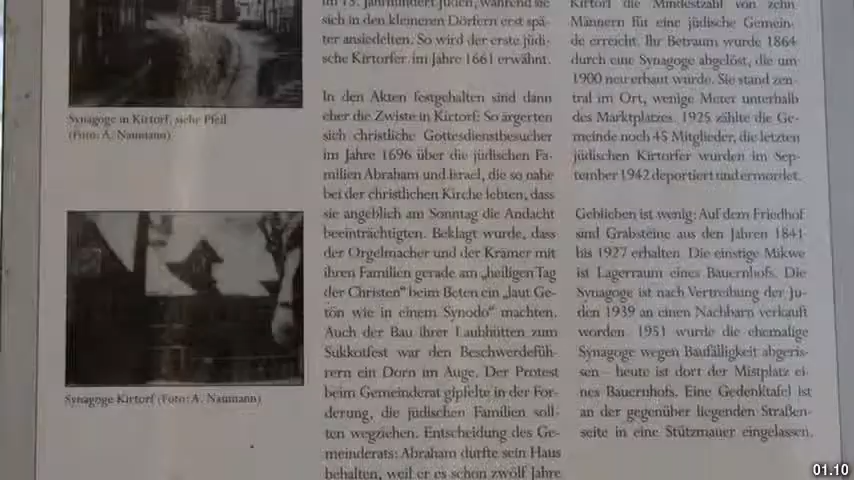 Synagoge in Kirtorf, siehe Pfeil
(Foto: A. Naumann)
Synagoge Kirtorf (Foto: A. Naumann)
im 13. Jahrhundert Juden, während sie
sich in den kleineren Dörfern erst spä-
ter ansiedelten. So wird der erste jüdi-
sche Kirtorfer im Jahre 1661 erwähnt.
In den Akten festgehalten sind dann
eher die Zwiste in Kirtorf: So ärgerten
sich christliche Gottesdienstbesucher
im Jahre 1696 über die jüdischen Fa-
milien Abraham und Israel, die so nahe
bei der christlichen Kirche lebten, dass
sie angeblich am Sonntag die Andacht
beeinträchtigten. Beklagt wurde, dass
der Orgelmacher und der Krämer mit
ihren Familien gerade am „heiligen Tag
der Christen“ beim Beten ein „laut Ge-
tön wie in einem Synodo“ machten.
Auch der Bau ihrer Laubhütten zum
Sukkotfest war den Beschwerdefüh-
rern ein Dorn im Auge. Der Protest
beim Gemeinderat gipfelte in der For-
derung, die jüdischen Familien soll-
ten wegziehen. Entscheidung des Ge-
meinderats: Abraham durfte sein Haus
behalten, weil er es schon zwölf Jahre
Kirtorf die Mindestzahl von zehn
Männern für eine jüdische Gemein-
de erreicht. Ihr Betraum wurde 1864
durch eine Synagoge abgelöst, die um
1900 neu erbaut wurde. Sie stand zen-
tral im Ort, wenige Meter unterhalb
des Marktplatzes. 1925 zählte die Ge-
meinde noch 45 Mitglieder, die letzten
jüdischen Kirtorfer wurden im Sep-
tember 1942 deportiert und ermordet.
Geblieben ist wenig: Auf dem Friedhof
sind Grabsteine aus den Jahren 1841
bis 1927 erhalten. Die einstige Mikwe
ist Lagerraum eines Bauernhofs. Die
Synagoge ist nach Vertreibung der Ju-
den 1939 an einen Nachbarn verkauft
worden. 1951 wurde die ehemalige
Synagoge wegen Baufälligkeit abgeris-
sen – heute ist dort der Mistplatz ei-
nes Bauernhofs. Eine Gedenktafel ist
an der gegenüber liegenden Straßen-
seite in eine Stützmauer eingelassen.
01.10